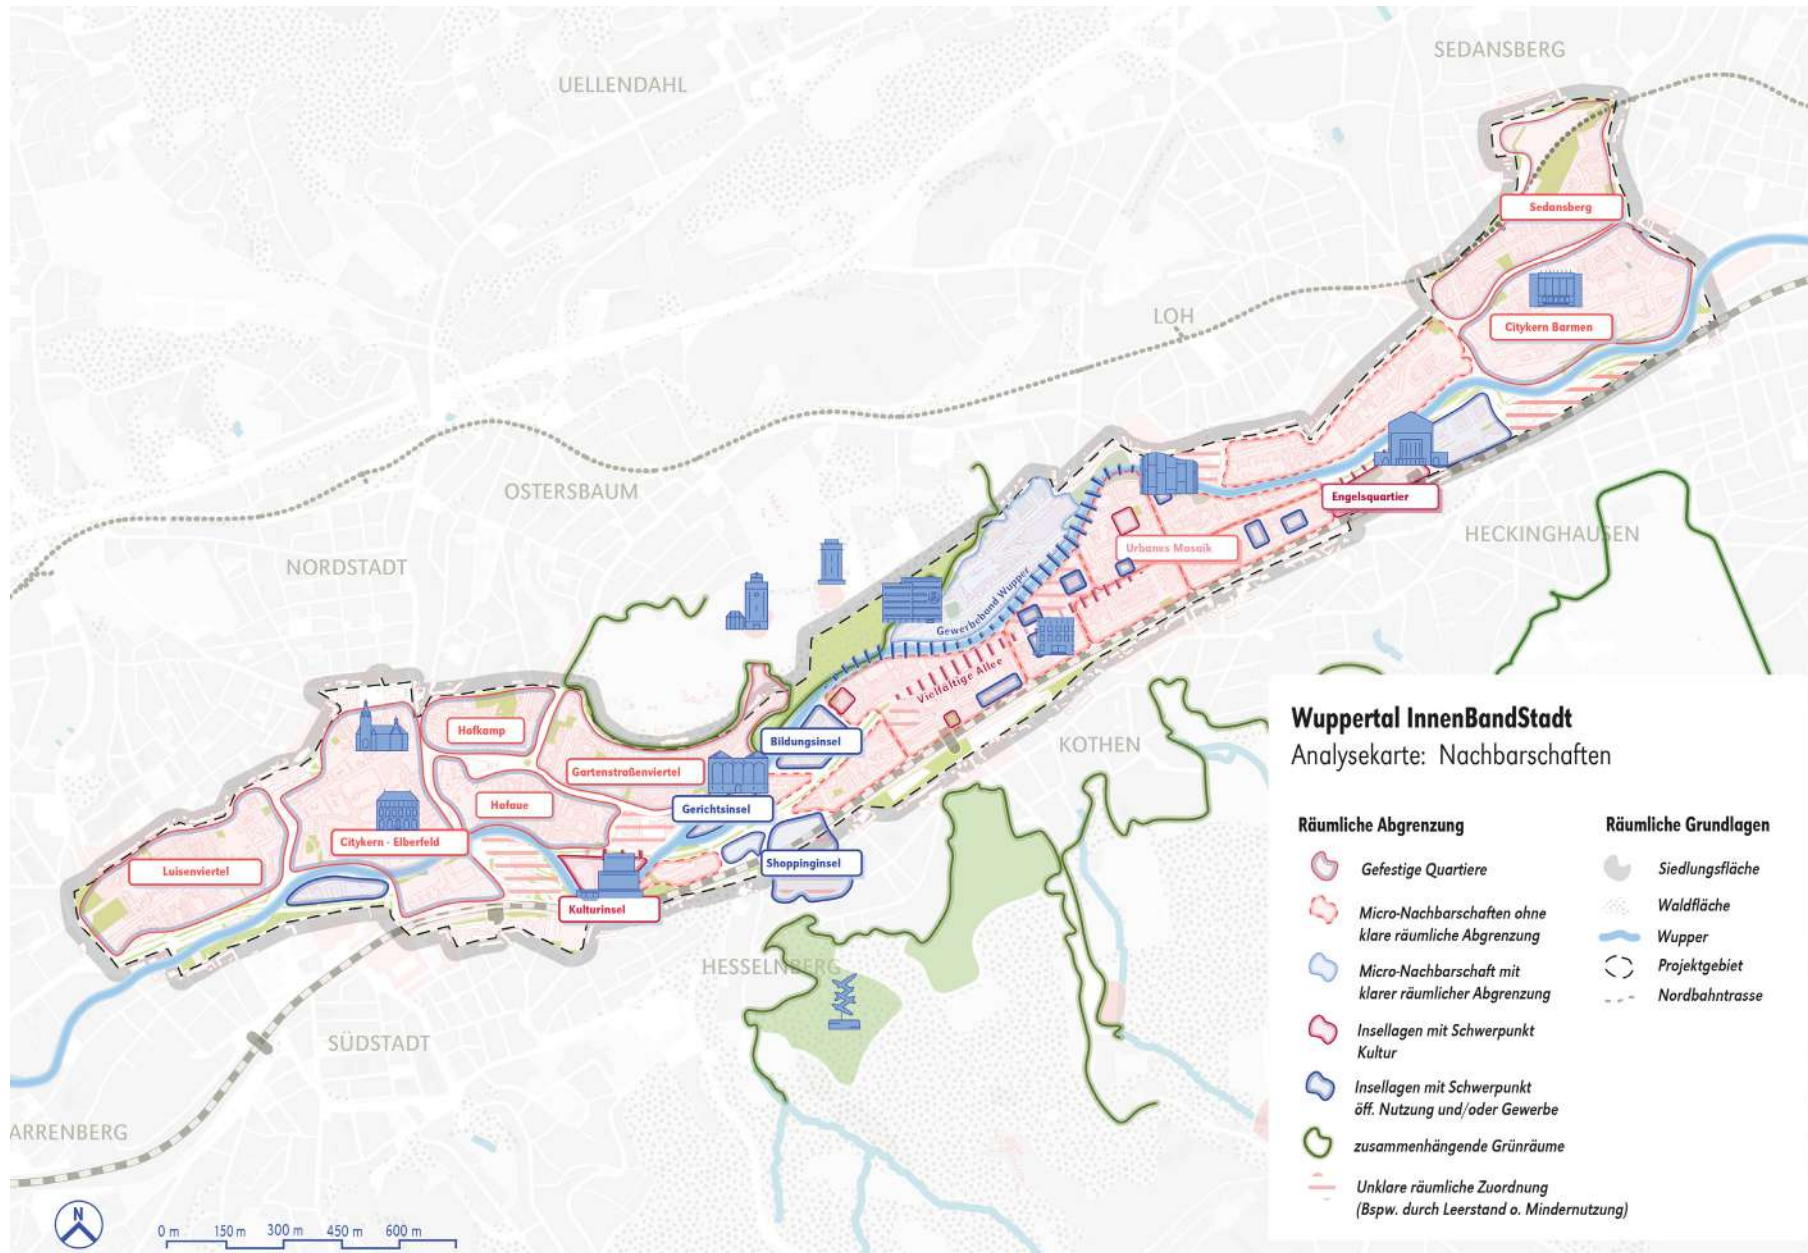 SEDANSBERG
UELLENDAHL
Sedansberg
LOH
Citykern Barmen
OSTERSBAUM
Engelsquartier
HECKINGHAUSEN
Urbanes Mosaik
NORDSTADT
Gewerbeband Wupper
Vielfältige Allee
Hofkamp
Bildungsinsel
KOTHEN
Gartenstraßenviertel
Hofaue
Gerichtsinsel
Citykern - Elberfeld
Shoppinginsel
Luisenviertel
Kulturinsel
HESSELNBERG
SÜDSTADT
ARRENBERG
N
0 m 150 m 300 m 450 m 600 m
Wuppertal InnenBandStadt
Analysekarte: Nachbarschaften
Räumliche Abgrenzung
Gefestige Quartiere
Micro-Nachbarschaften ohne
klare räumliche Abgrenzung
Micro-Nachbarschaft mit
klarer räumlicher Abgrenzung
Insellagen mit Schwerpunkt
Kultur
Insellagen mit Schwerpunkt
öff. Nutzung und/oder Gewerbe
zusammenhängende Grünräume
Unklare räumliche Zuordnung
(Bspw. durch Leerstand o. Mindernutzung)
Räumliche Grundlagen
Siedlungsfläche
Waldfläche
Wupper
Projektgebiet
Nordbahntrasse